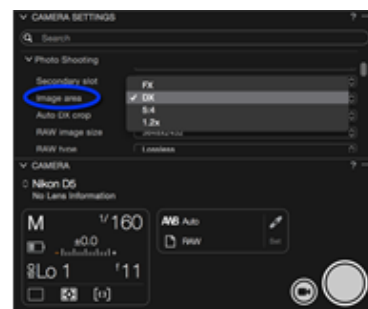 CAMERA SETTINGS
?
Search
Photo Shooting
Secondary slot
FX
Image area
✓ DX
5:4
Auto DX crop
1.2x
RAW image size
RAW type
Lossless
CAMERA
?
Nikon D5
No Lens Information
M 1/160
±0.0
Lo 1 f11
AWB Auto
RAW
Set